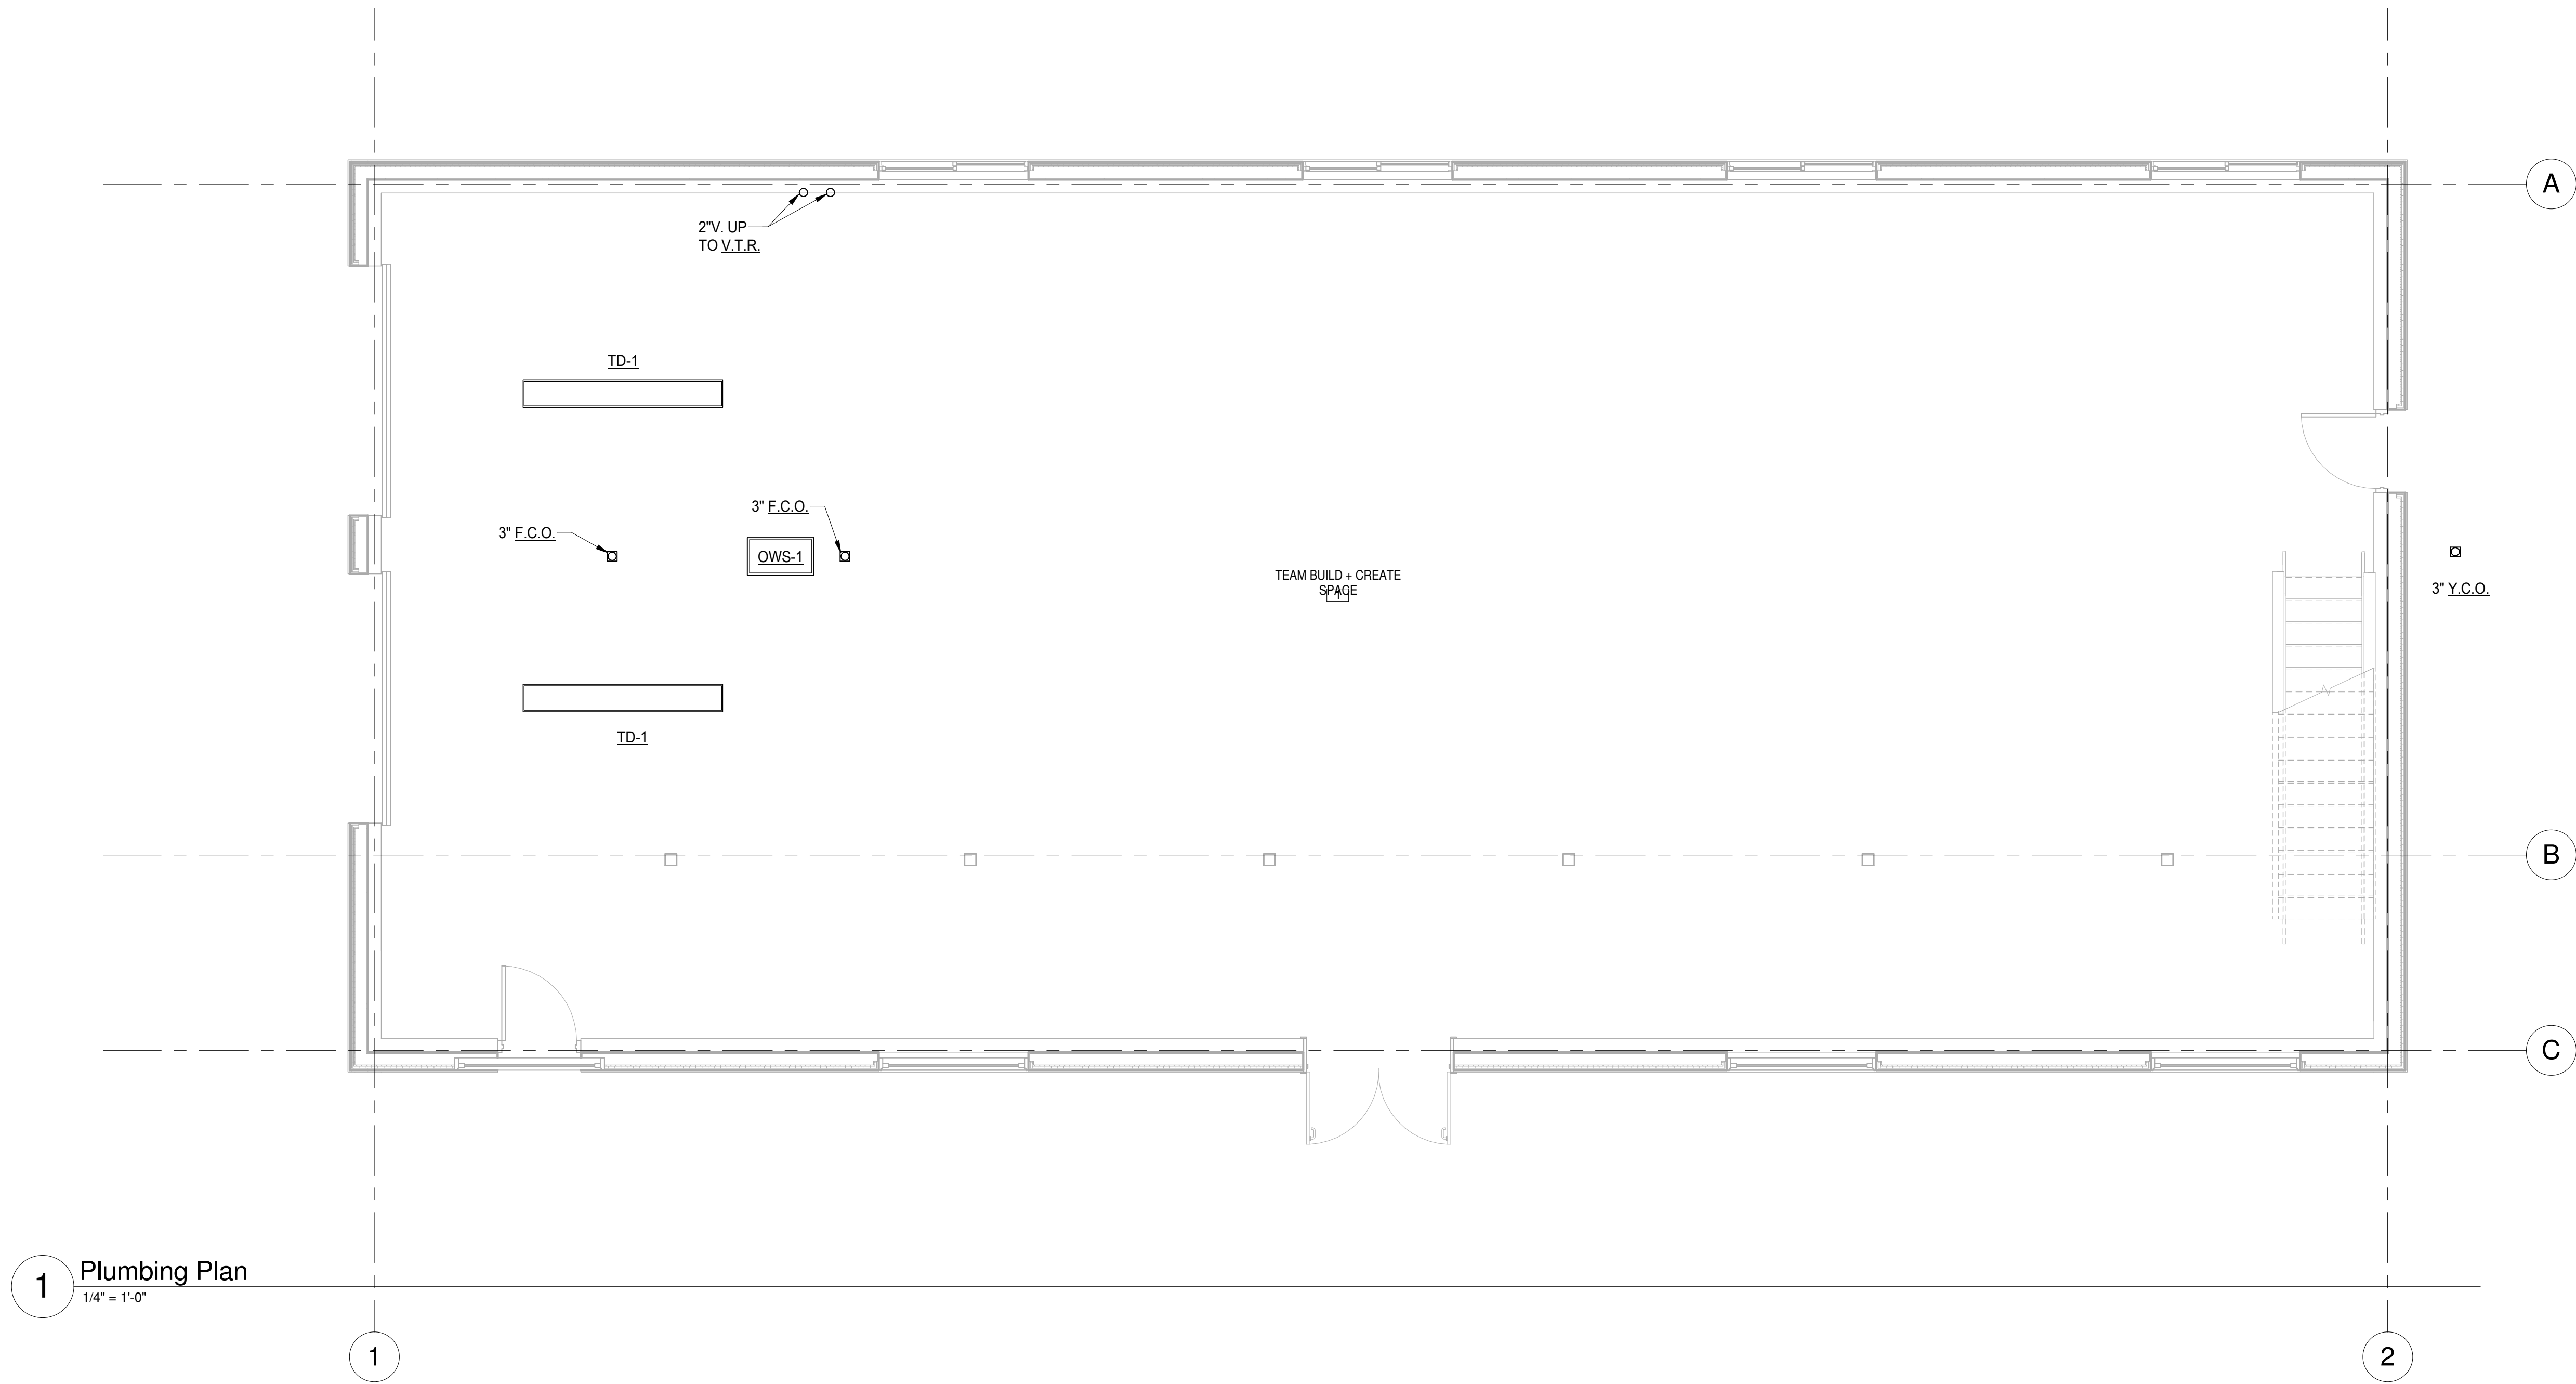 A
2"V. UP
TO V.T.R.
TD-1
3" F.C.O.
3" F.C.O.
OWS-1
TEAM BUILD + CREATE
SPACE
1
3" Y.C.O.
TD-1
B
C
1
Plumbing Plan
1/4" = 1'-0"
1
2